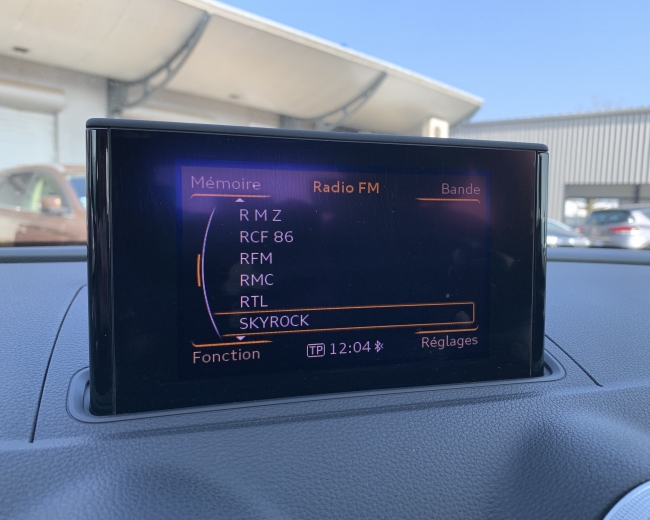 Mémoire Radio FM Bande
R M Z
RCF 86
RFM
RMC
RTL
SKYROCK
Fonction TP 12:04 Réglages